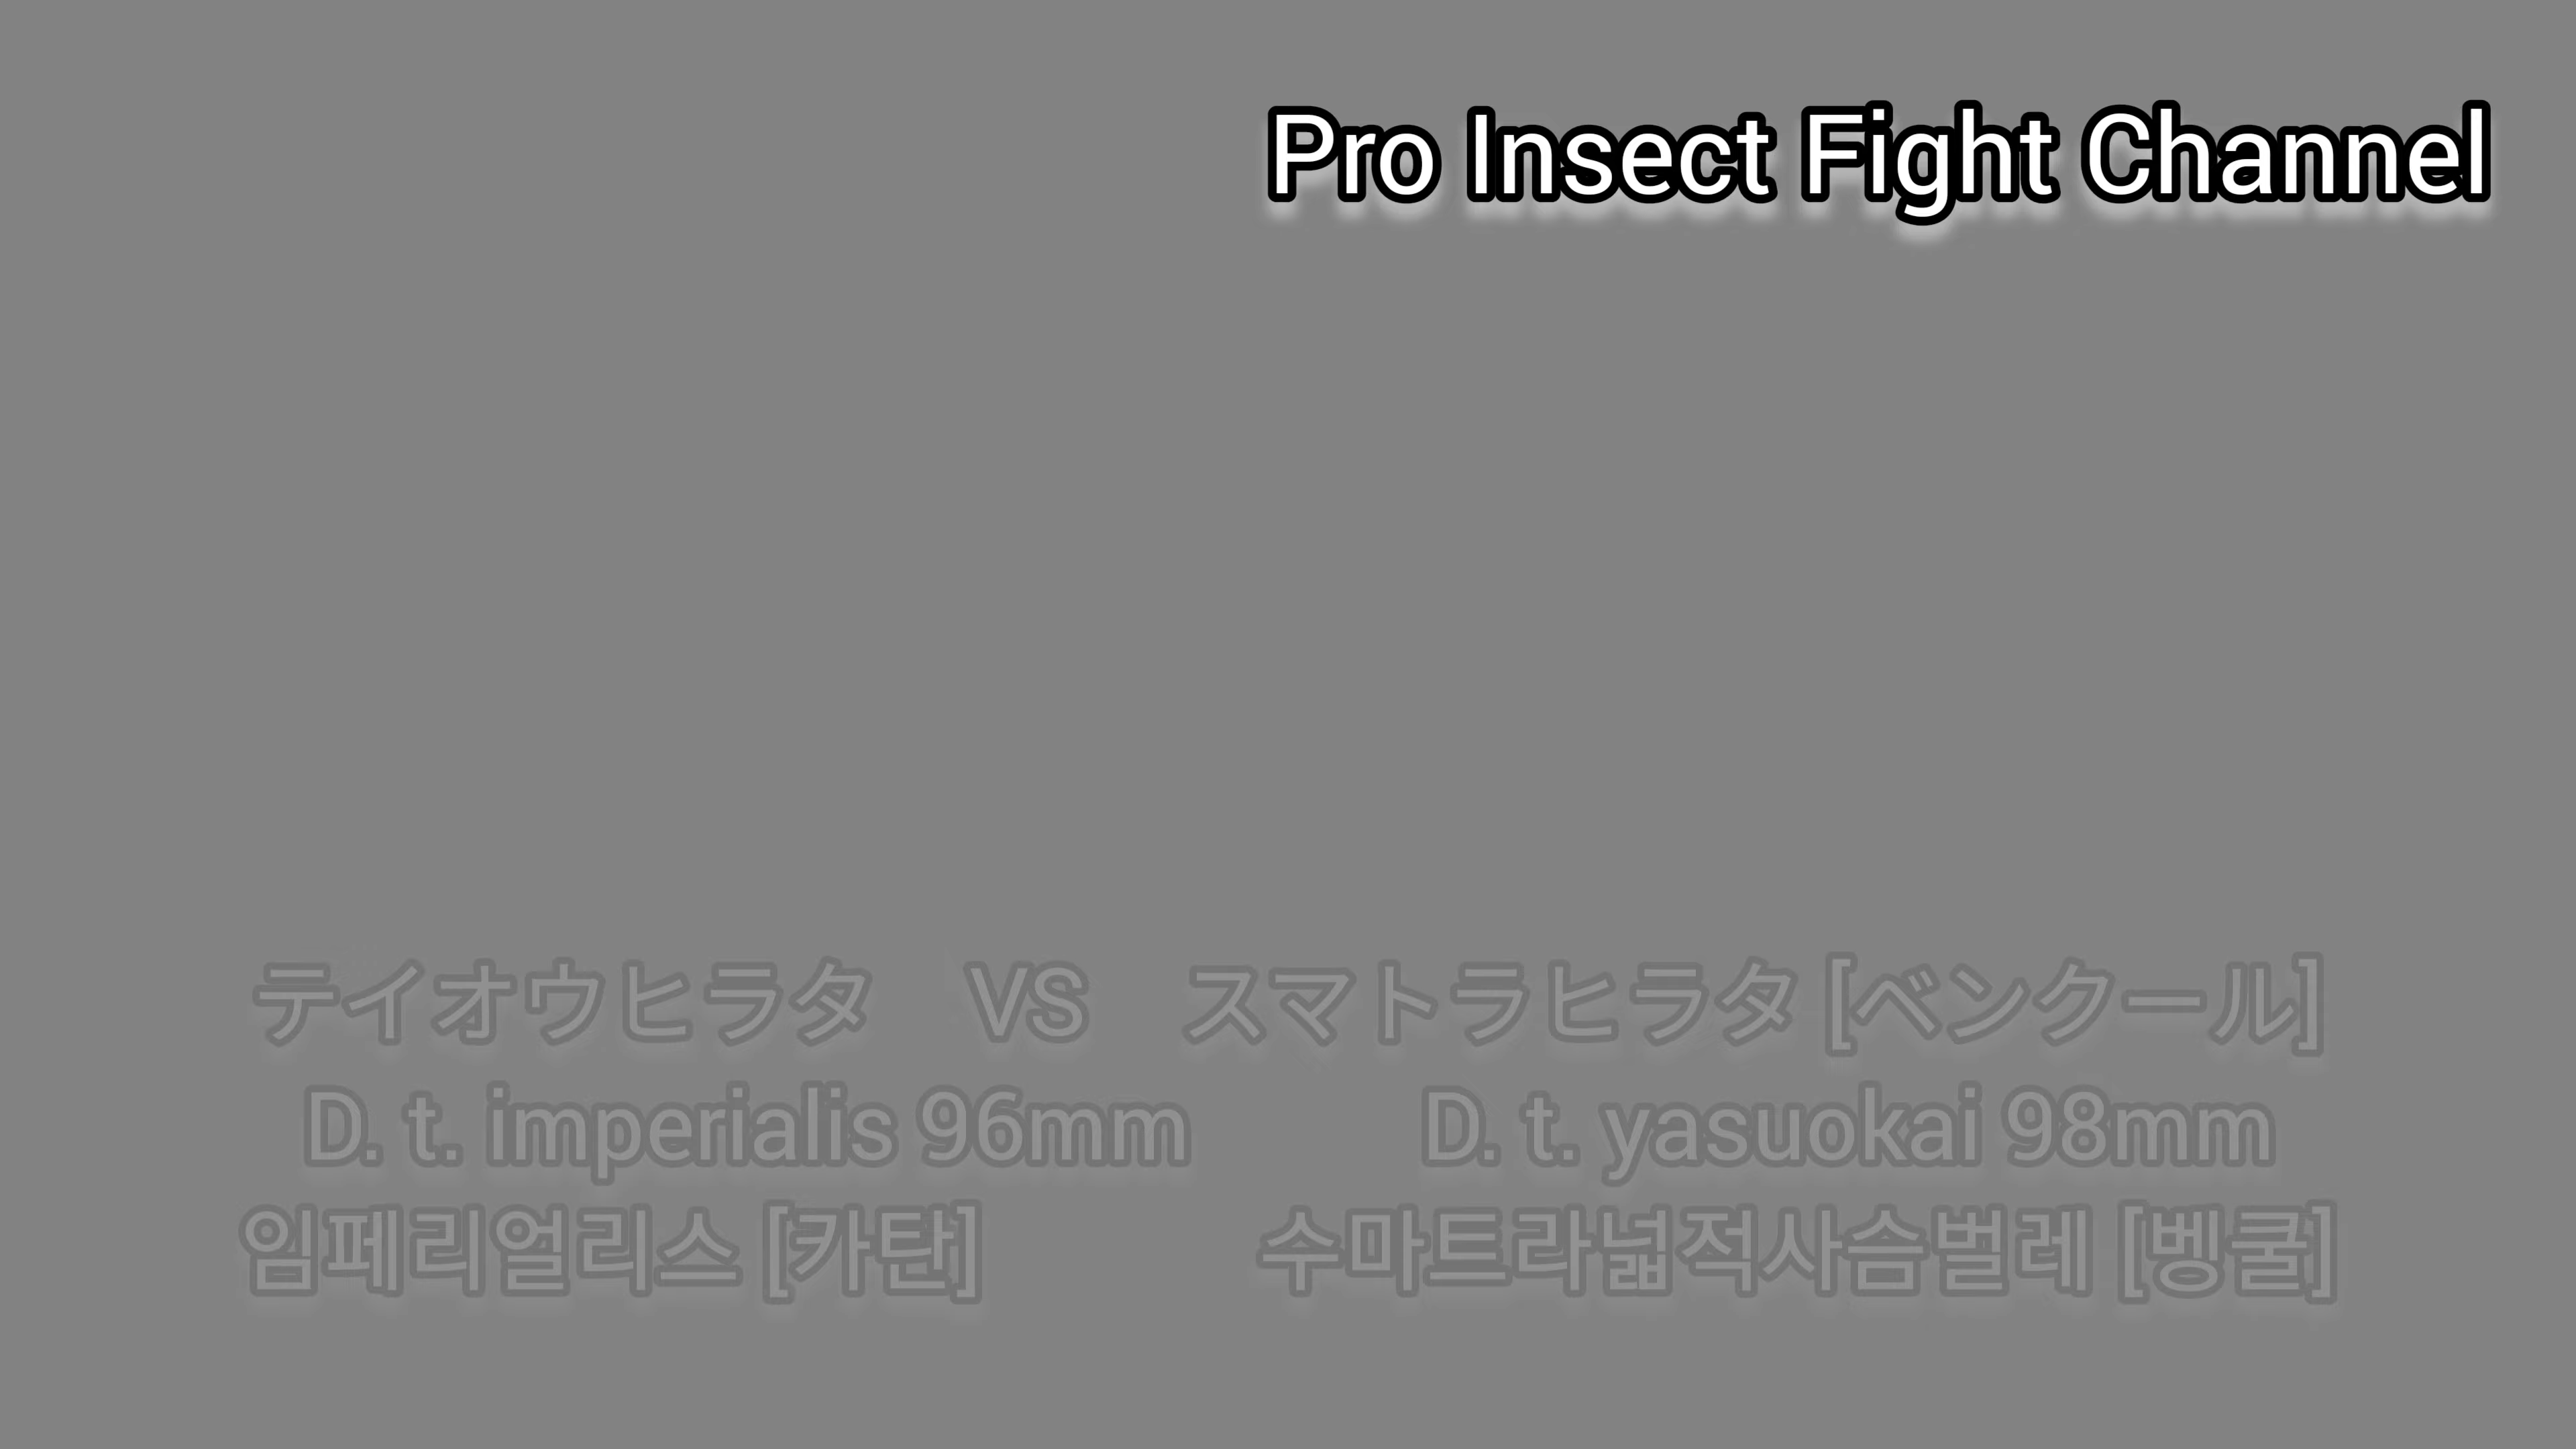 Pro Insect Fight Channel
テイオウヒラタ　VS　スマトラヒラタ [ベンクール]
D. t. imperialis 96mm　D. t. yasuokai 98mm
임페리얼리스 [카탄]　수마트라넓적사슴벌레 [벵쿨]